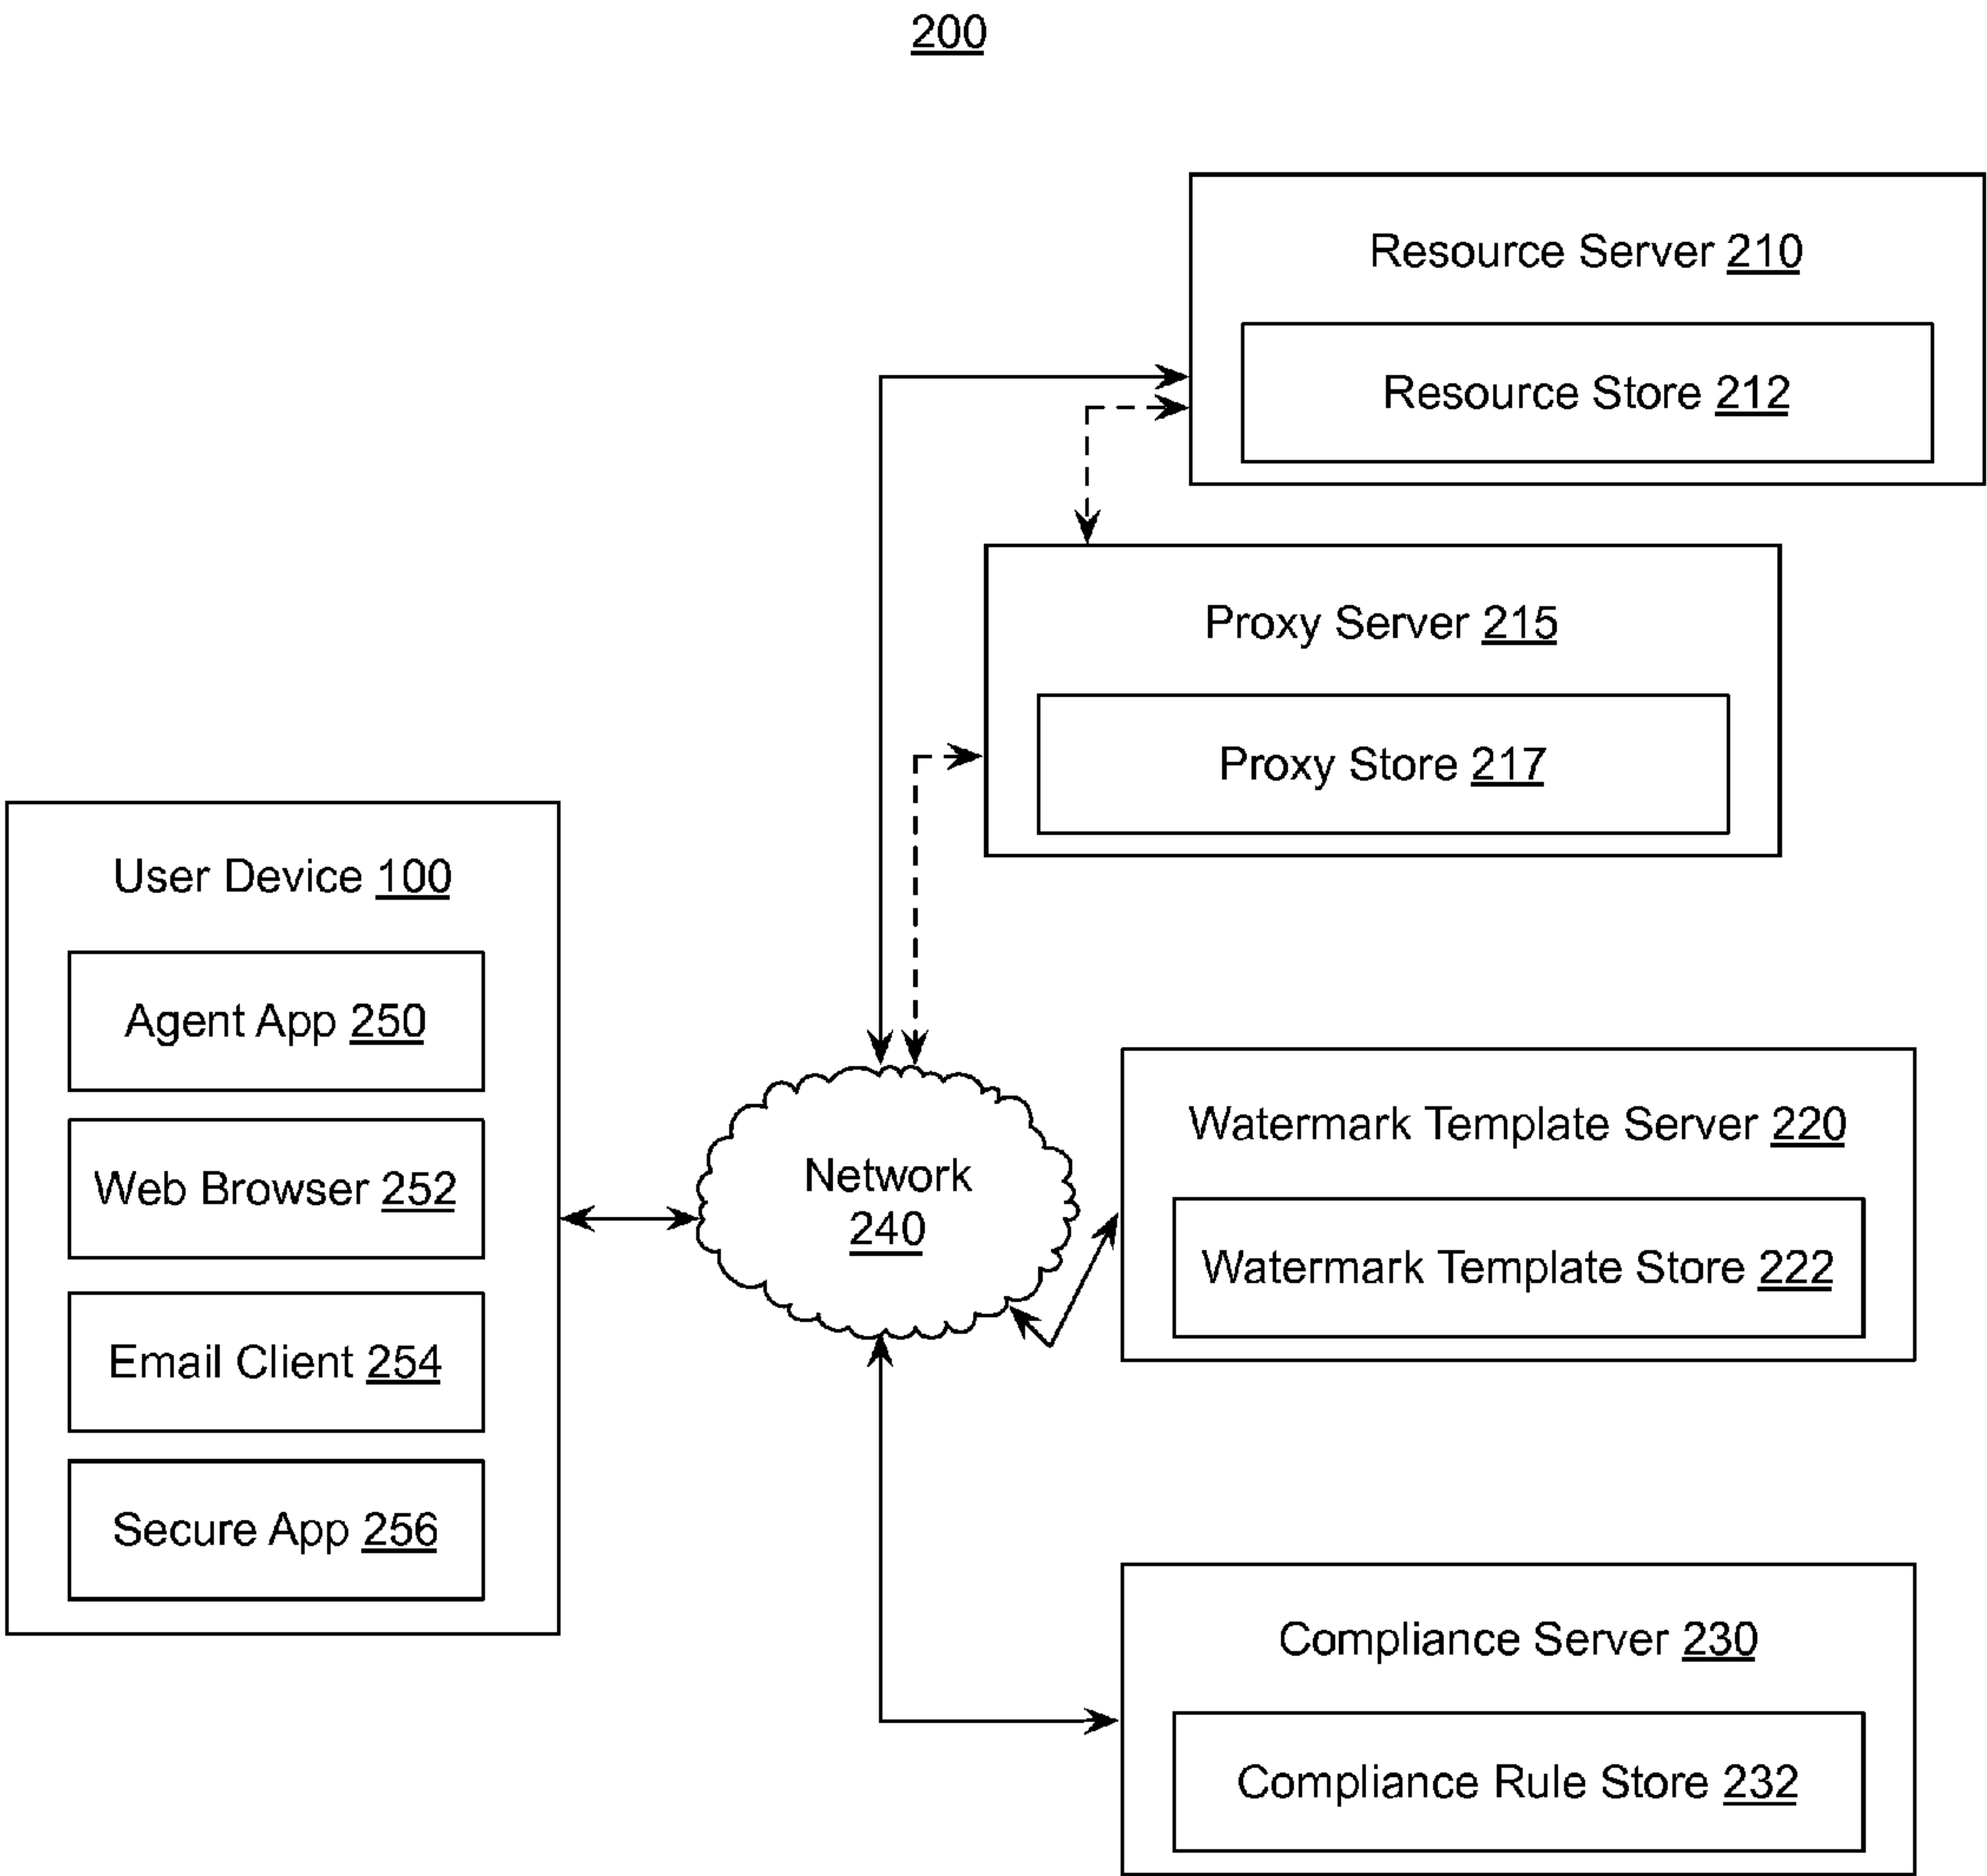 200
Resource Server 210
Resource Store 212
Proxy Server 215
Proxy Store 217
User Device 100
Agent App 250
Web Browser 252
Email Client 254
Secure App 256
Network
240
Watermark Template Server 220
Watermark Template Store 222
Compliance Server 230
Compliance Rule Store 232